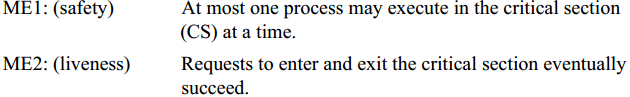 ME1: (safety) At most one process may execute in the critical section
(CS) at a time.
ME2: (liveness) Requests to enter and exit the critical section eventually
succeed.